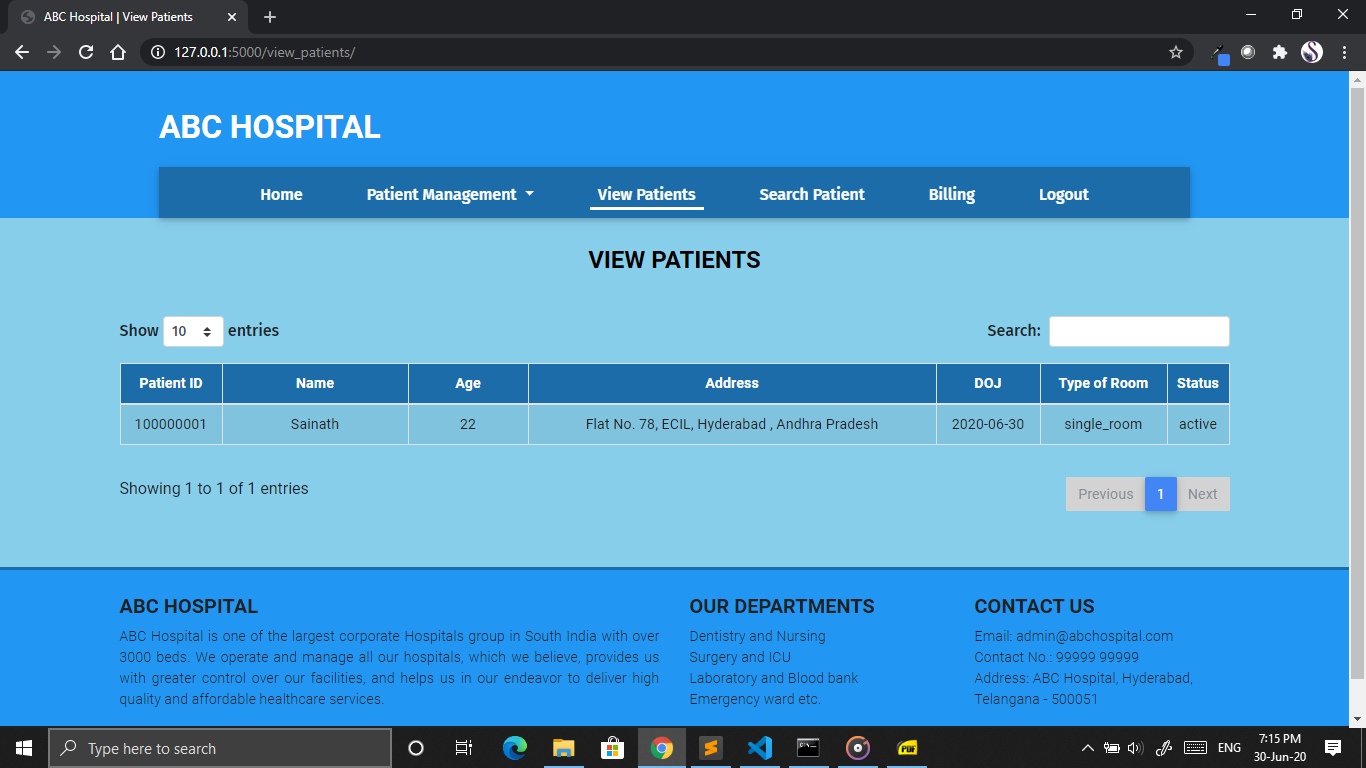 ABC Hospital | View Patients
127.0.0.1:5000/view_patients/
ABC HOSPITAL
Home Patient Management View Patients Search Patient Billing Logout
VIEW PATIENTS
Show 10 entries Search:
Patient ID Name Age Address DOJ Type of Room Status
100000001 Sainath 22 Flat No. 78, ECIL, Hyderabad , Andhra Pradesh 2020-06-30 single_room active
Showing 1 to 1 of 1 entries Previous 1 Next
ABC HOSPITAL
ABC Hospital is one of the largest corporate Hospitals group in South India with over
3000 beds. We operate and manage all our hospitals, which we believe, provides us
with greater control over our facilities, and helps us in our endeavor to deliver high
quality and affordable healthcare services.
OUR DEPARTMENTS
Dentistry and Nursing
Surgery and ICU
Laboratory and Blood bank
Emergency ward etc.
CONTACT US
Email: admin@abchospital.com
Contact No.: 99999 99999
Address: ABC Hospital, Hyderabad,
Telangana - 500051
Type here to search
PDF
ENG
7:15 PM
30-Jun-20